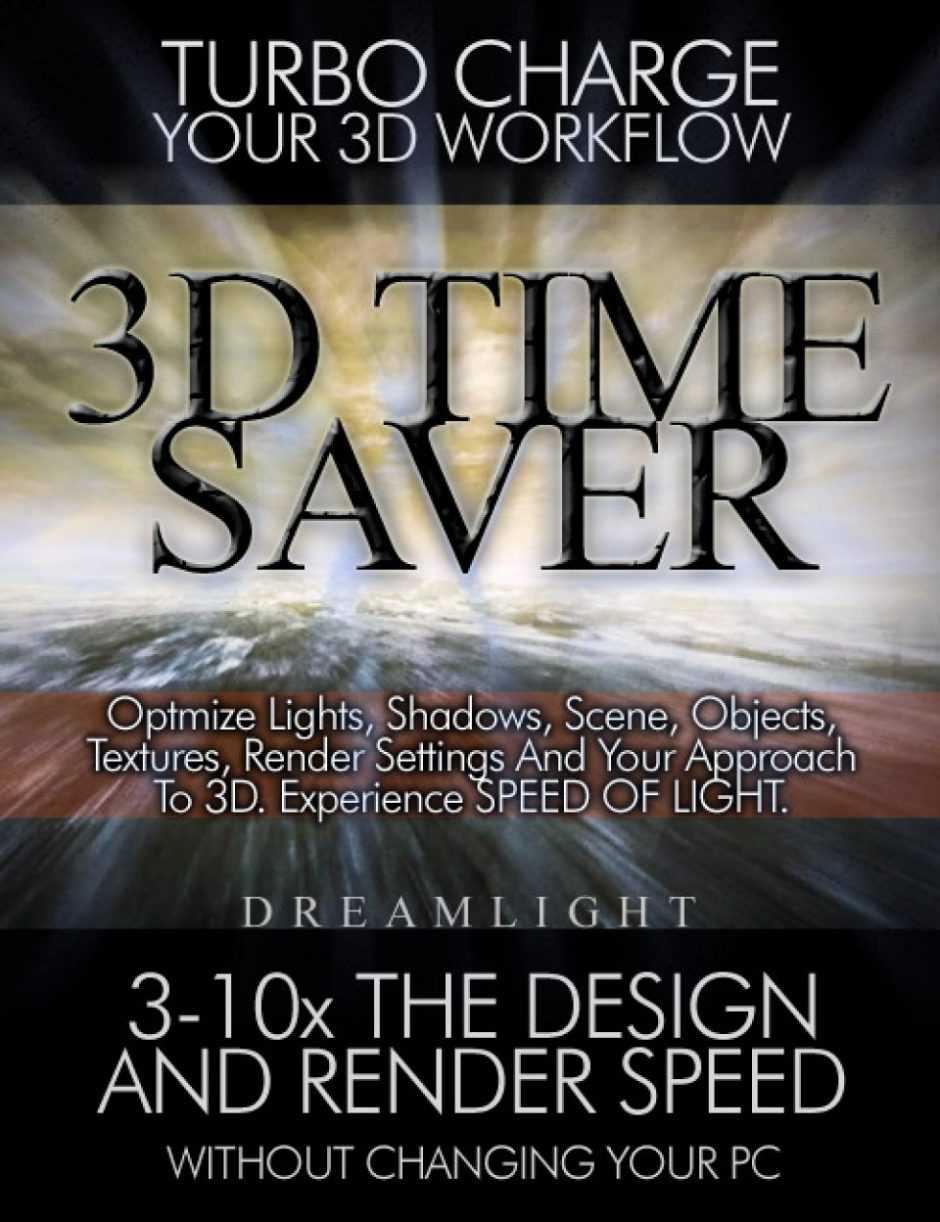 TURBO CHARGE
YOUR 3D WORKFLOW
3D TIME
SAVER
Optmize Lights, Shadows, Scene, Objects,
Textures, Render Settings And Your Approach
To 3D. Experience SPEED OF LIGHT.
DREAMLIGHT
3-10x THE DESIGN
AND RENDER SPEED
WITHOUT CHANGING YOUR PC